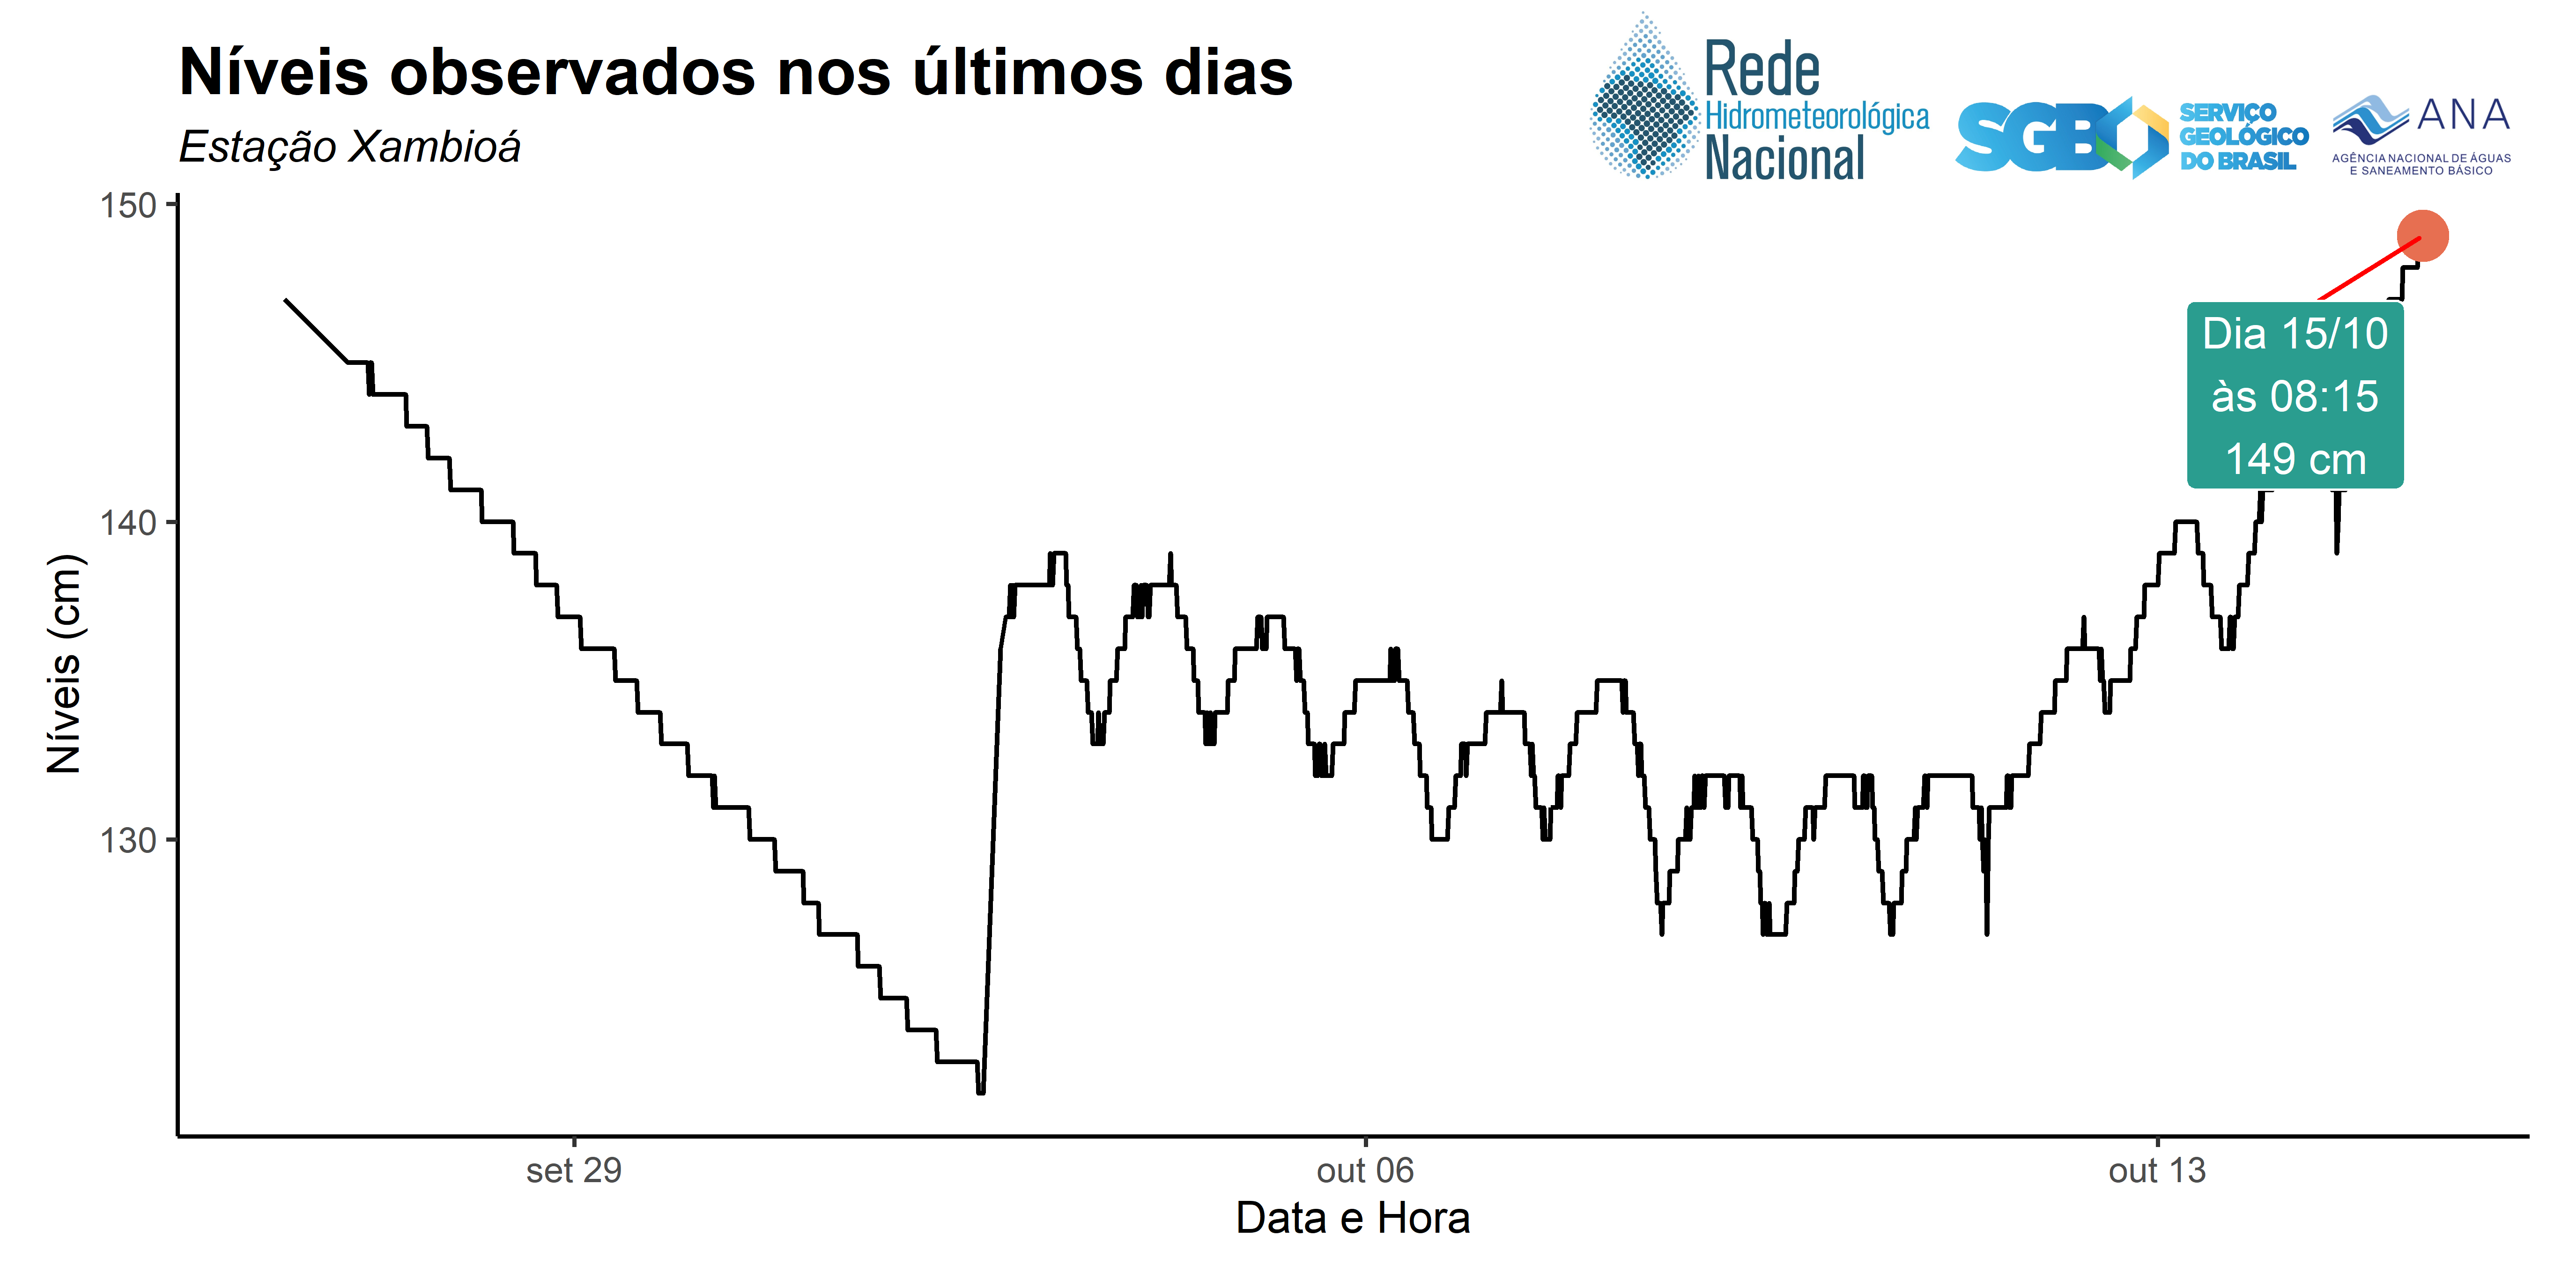 Níveis observados nos últimos dias
Estação Xambioá
Rede
Hidrometeorológica
Nacional
SGB
SERVIÇO
GEOLÓGICO
DO BRASIL
ANA
AGÊNCIA NACIONAL DE ÁGUAS
E SANEAMENTO BÁSICO
150
140
130
Níveis (cm)
Dia 15/10
às 08:15
149 cm
set 29
out 06
out 13
Data e Hora